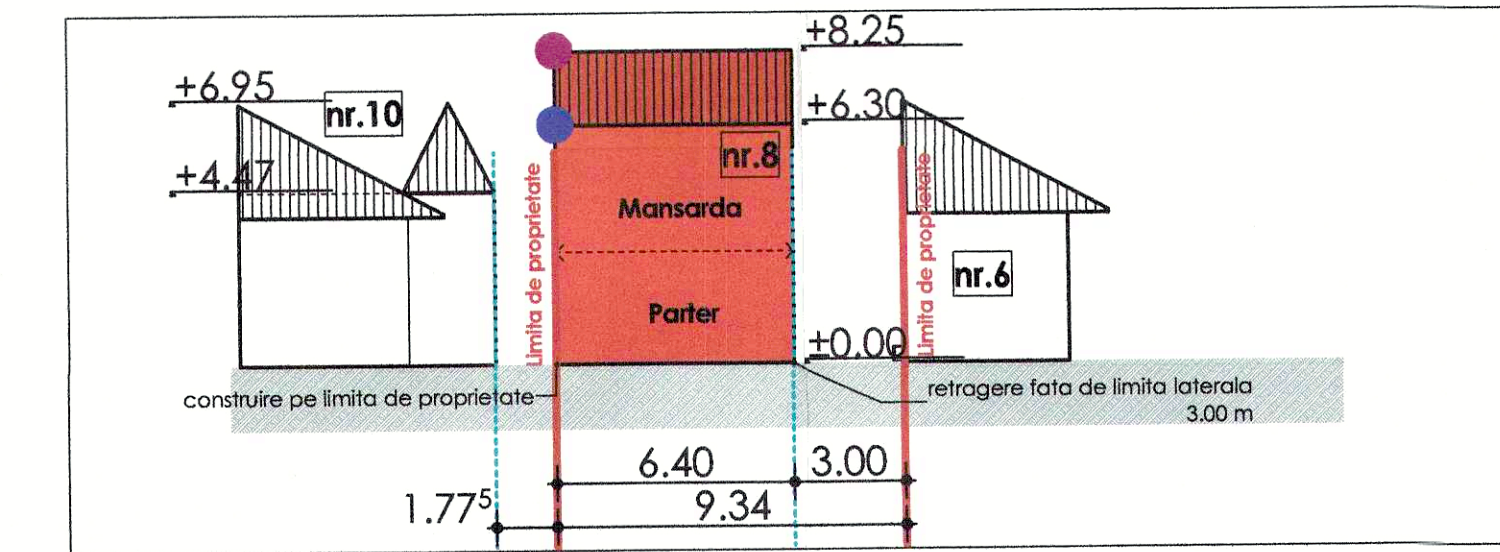 +8.25
+6.95
nr.10
+6.30
nr.8
+4.47
Limita de proprietate
Mansarda
Limita de proprietate
nr.6
Parter
±0.00
construire pe limita de proprietate
retragere fata de limita laterala
3.00 m
6.40
3.00
1.77⁵
9.34